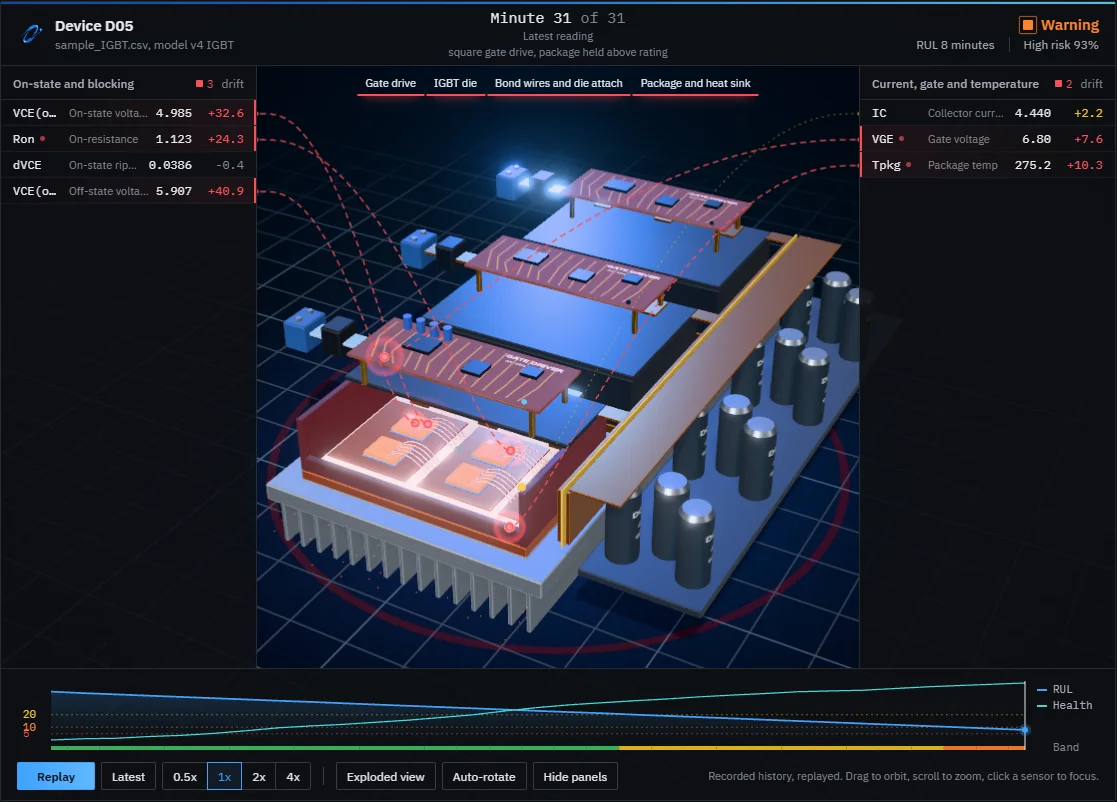 Device D05
sample_IGBT.csv, model v4 IGBT
Minute 31 of 31
Latest reading
square gate drive, package held above rating
Warning
RUL 8 minutes
High risk 93%
On-state and blocking 3 drift
VCE(o… On-state volta… 4.985 +32.6
Ron On-resistance 1.123 +24.3
dVCE On-state rip… 0.0386 -0.4
VCE(o… Off-state volta… 5.907 +40.9
Gate drive
IGBT die
Bond wires and die attach
Package and heat sink
Current, gate and temperature 2 drift
IC Collector curr… 4.440 +2.2
VGE Gate voltage 6.80 +7.6
Tpkg Package temp 275.2 +10.3
GATE DRIVER
GATE DRIVER
GATE DRIVER
20
10
5
RUL
Health
Band
Replay
Latest
0.5x
1x
2x
4x
Exploded view
Auto-rotate
Hide panels
Recorded history, replayed. Drag to orbit, scroll to zoom, click a sensor to focus.